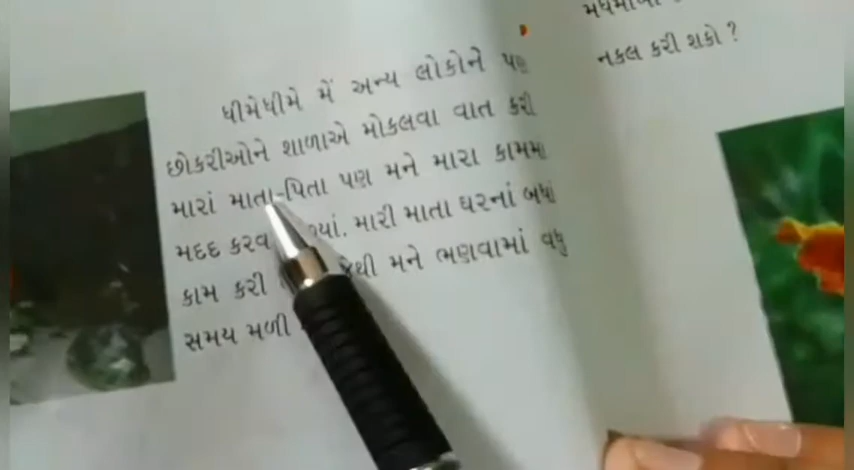 ધીમેધીમે મેં અન્ય લોકોને પણ
છોકરીઓને શાળાએ મોકલવા વાત કરી
મારાં માતા-પિતા પણ મને મારા કામમાં
મદદ કરવા . મારી માતા ઘરનાં બધાં
કામ કરી જેથી મને ભણવામાં વધુ
સમય મળી
નકલ કરી શકો ?